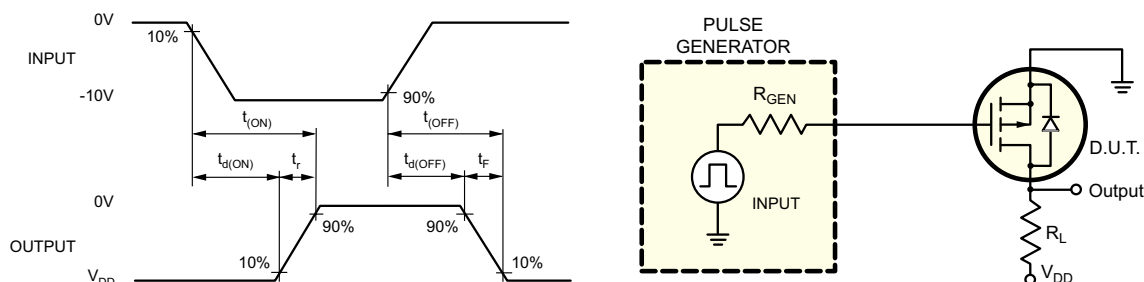 0V
10%
INPUT
-10V
90%
t(ON)
t(OFF)
td(ON)
tr
td(OFF)
tF
0V
90%
90%
OUTPUT
10%
10%
VDD
PULSE
GENERATOR
RGEN
INPUT
D.U.T.
Output
RL
VDD